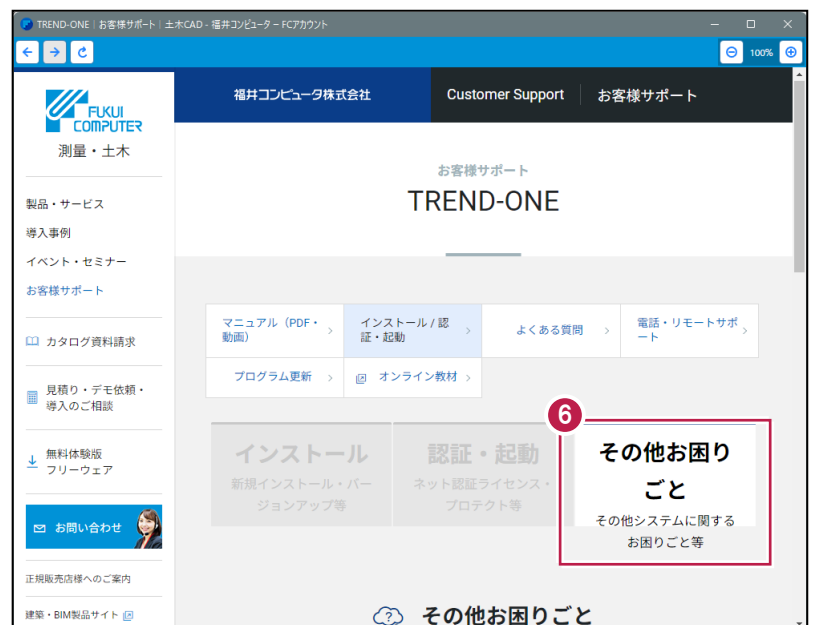 TREND-ONE | お客様サポート | 土木CAD - 福井コンピュータ – FCアカウント
100%
FUKUI
COMPUTER
測量・土木
製品・サービス
導入事例
イベント・セミナー
お客様サポート
カタログ資料請求
見積り・デモ依頼・
導入のご相談
無料体験版
フリーウェア
お問い合わせ
正規販売店様へのご案内
建築・BIM製品サイト
福井コンピュータ株式会社
Customer Support
お客様サポート
お客様サポート
TREND-ONE
マニュアル（PDF・
動画）
インストール / 認
証・起動
よくある質問
電話・リモートサポ
ート
プログラム更新
オンライン教材
インストール
新規インストール・バー
ジョンアップ等
認証・起動
ネット認証ライセンス・
プロテクト等
6
その他お困り
ごと
その他システムに関する
お困りごと等
その他お困りごと